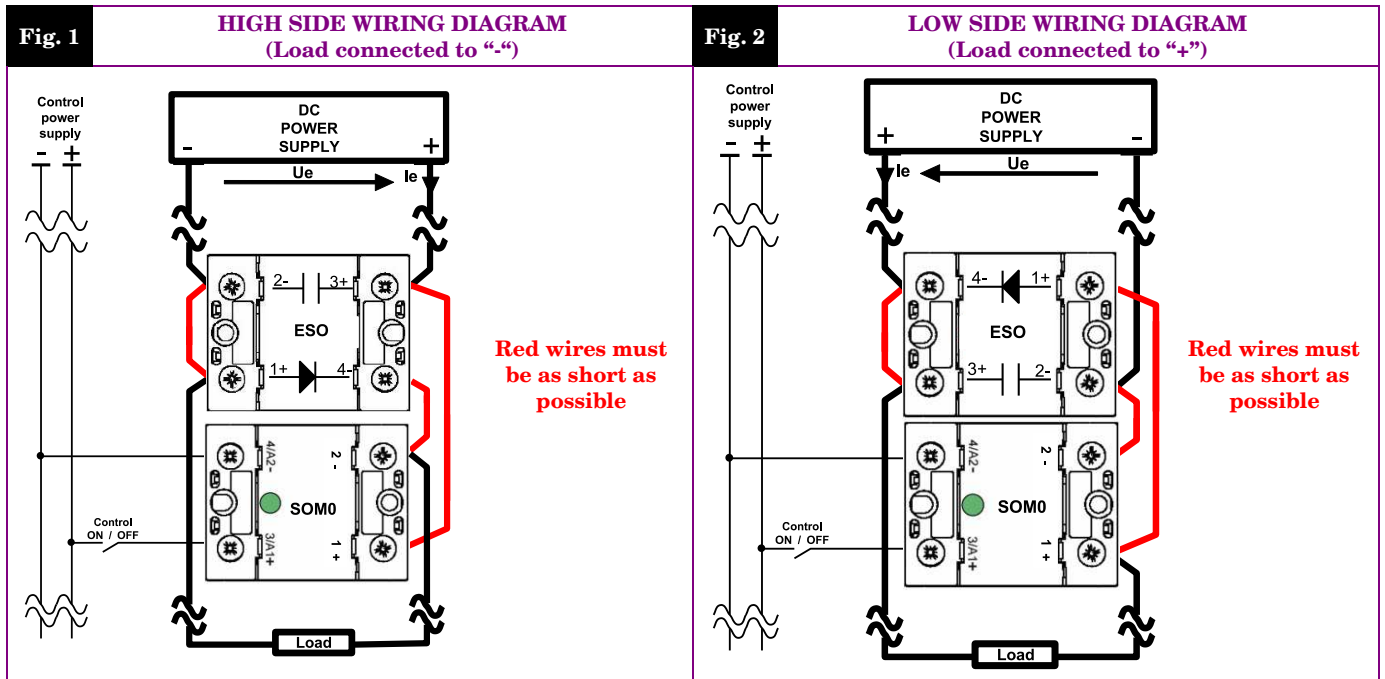 Fig. 1
HIGH SIDE WIRING DIAGRAM
(Load connected to “-“)
Control
power
supply
- +
DC
POWER
SUPPLY
- +
Ue
Ie
2- 3+
ESO
1+ 4-
Red wires must
be as short as
possible
4/A2-
2 -
SOM0
Control
ON / OFF
3/A1+
1 +
Load
Fig. 2
LOW SIDE WIRING DIAGRAM
(Load connected to “+”)
Control
power
supply
- +
DC
POWER
SUPPLY
+ -
Ie
Ue
4- 1+
ESO
3+ 2-
Red wires must
be as short as
possible
4/A2-
2 -
SOM0
Control
ON / OFF
3/A1+
1 +
Load